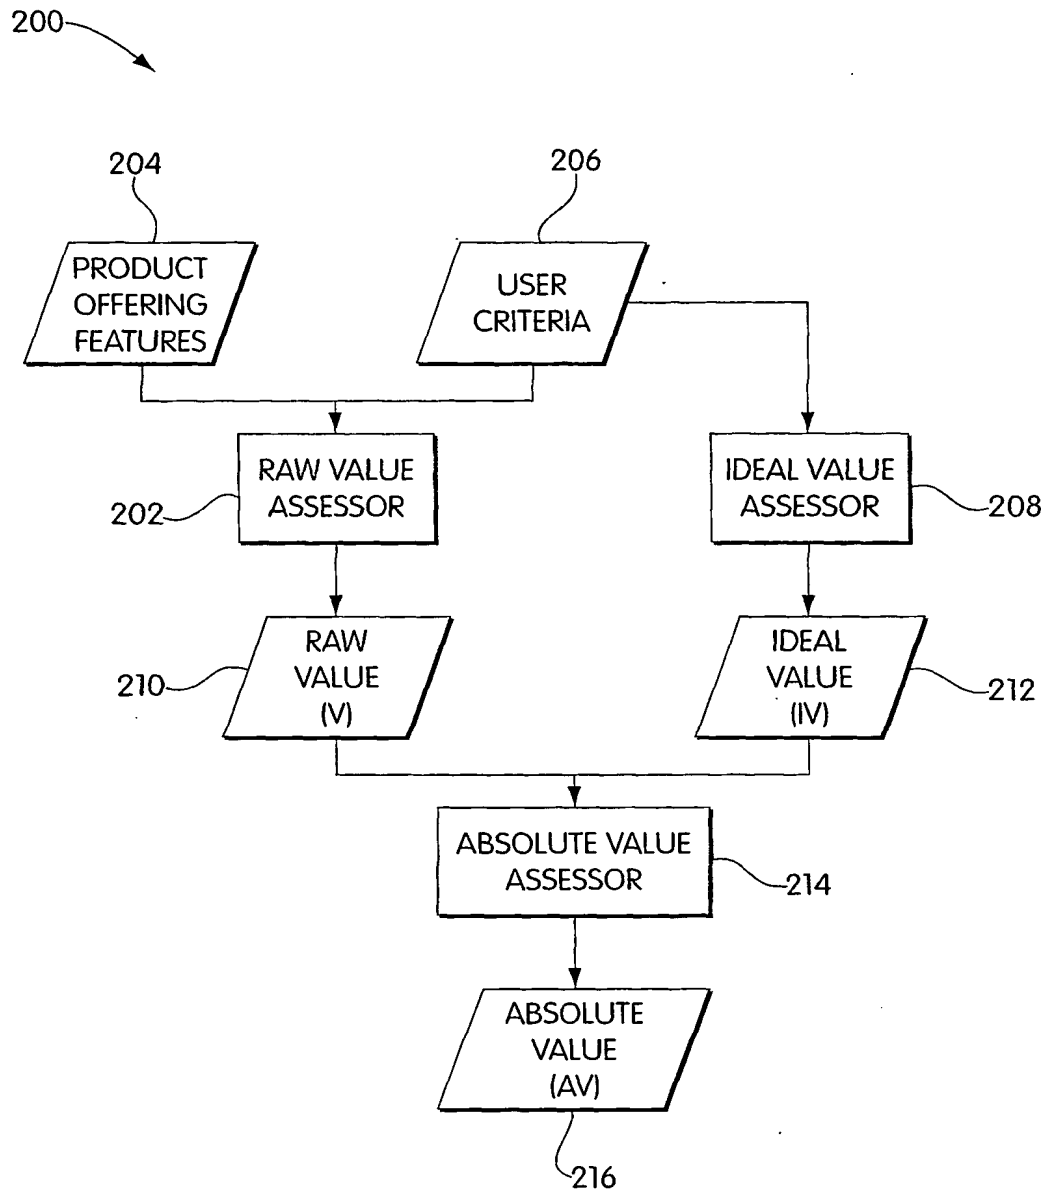 200
204
206
PRODUCT
OFFERING
FEATURES
USER
CRITERIA
RAW VALUE
ASSESSOR
202
IDEAL VALUE
ASSESSOR
208
RAW
VALUE
(V)
210
IDEAL
VALUE
(IV)
212
ABSOLUTE VALUE
ASSESSOR
214
ABSOLUTE
VALUE
(AV)
216